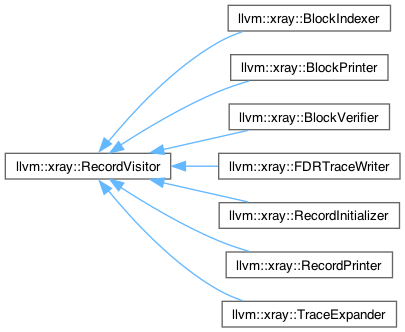 llvm::xray::BlockIndexer
llvm::xray::BlockPrinter
llvm::xray::BlockVerifier
llvm::xray::RecordVisitor
llvm::xray::FDRTraceWriter
llvm::xray::RecordInitializer
llvm::xray::RecordPrinter
llvm::xray::TraceExpander